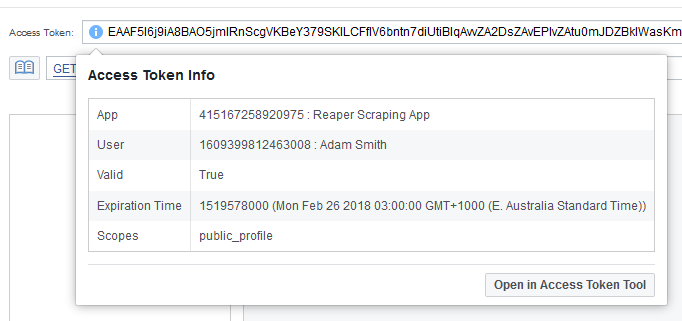 Access Token: EAAF5I6j9iA8BAO5jmIRnScgVKBeY379SKILCFfIV6bntn7diUtiBIqAvvZA2DsZAvEPIvZAtu0mJDZBklWasKm
GET
Access Token Info
App 415167258920975 : Reaper Scraping App
User 1609399812463008 : Adam Smith
Valid True
Expiration Time 1519578000 (Mon Feb 26 2018 03:00:00 GMT+1000 (E. Australia Standard Time))
Scopes public_profile
Open in Access Token Tool